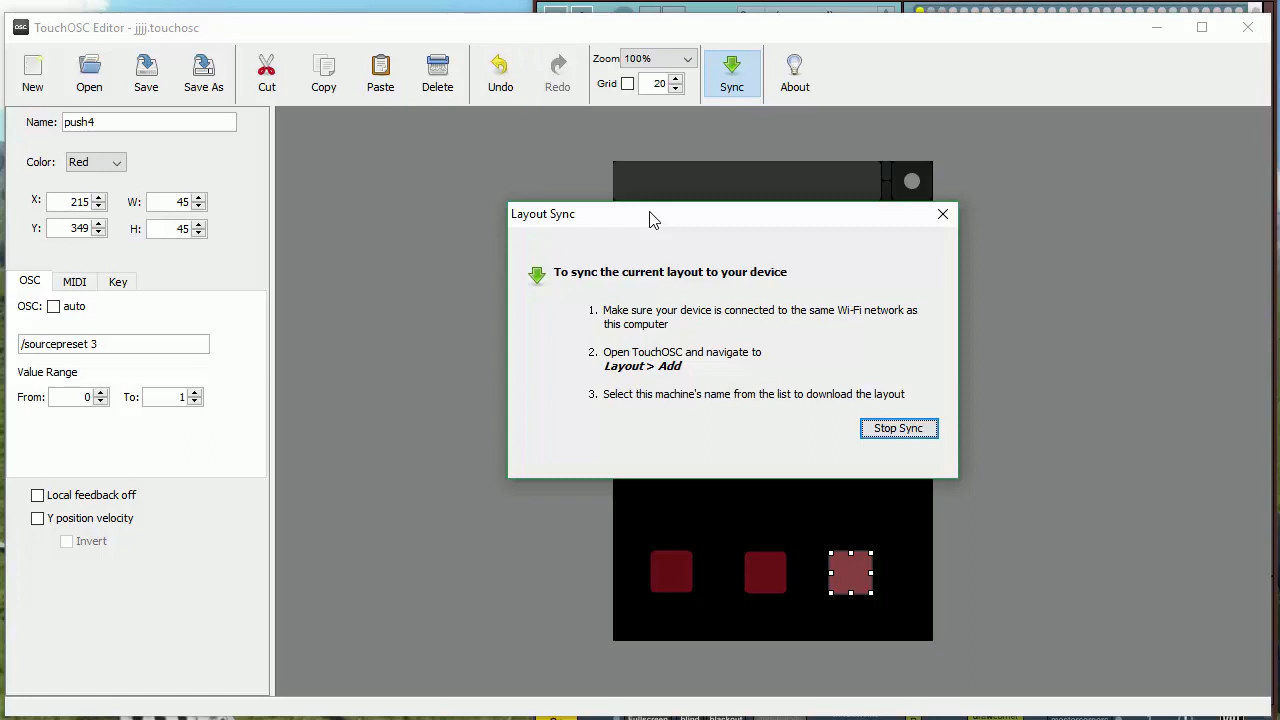 OSC TouchOSC Editor - jjjj.touchosc
New Open Save Save As Cut Copy Paste Delete Undo Redo Zoom 100% Grid 20 Sync About
Name: push4
Color: Red
X: 215 W: 45
Y: 349 H: 45
OSC MIDI Key
OSC: auto
/sourcepreset 3
Value Range
From: 0 To: 1
Local feedback off
Y position velocity
Invert
Layout Sync
To sync the current layout to your device
1. Make sure your device is connected to the same Wi-Fi network as
this computer
2. Open TouchOSC and navigate to
Layout > Add
3. Select this machine's name from the list to download the layout
Stop Sync
fullscreen blind blackout